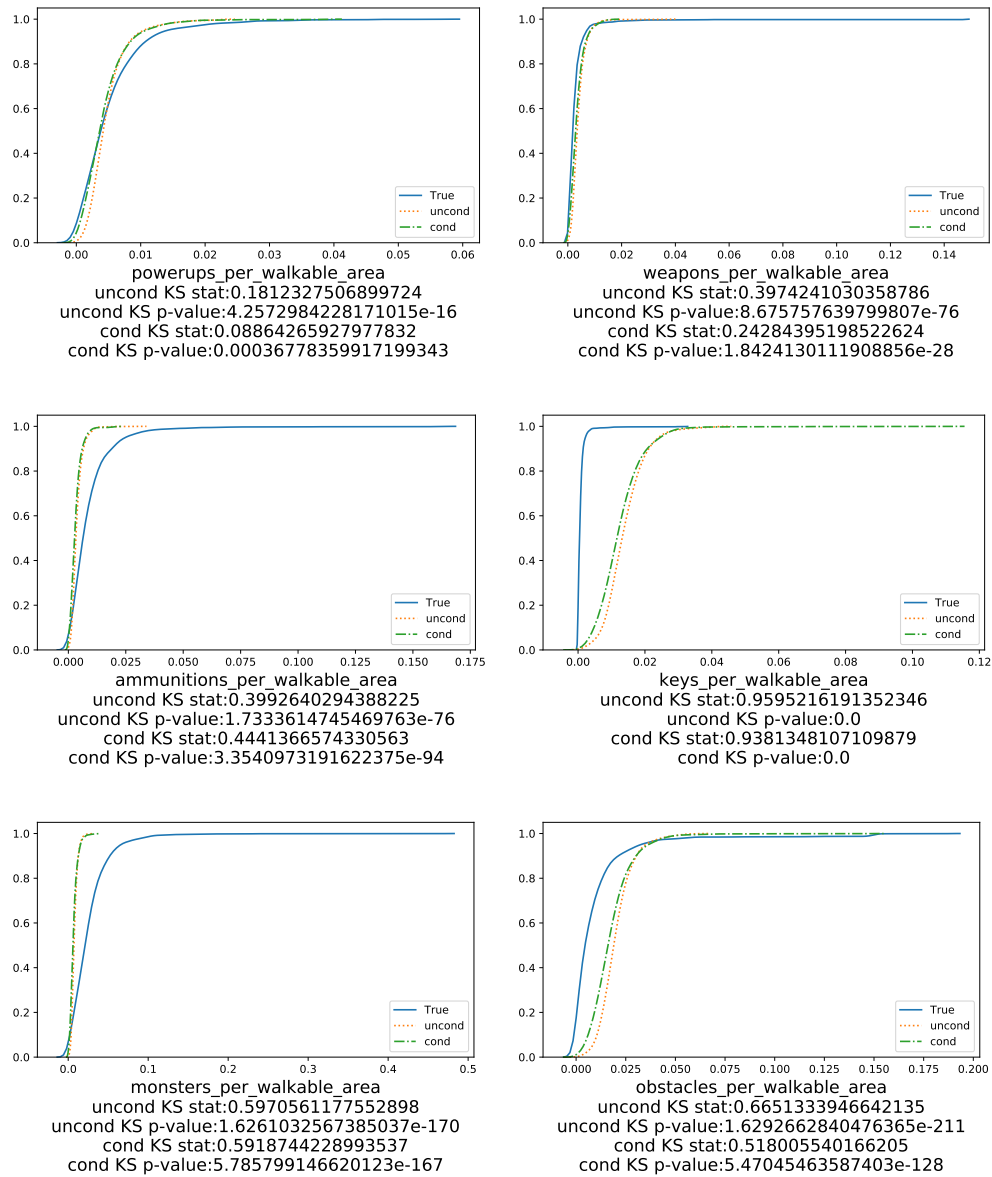 1.0
0.8
0.6
0.4
0.2
0.0
0.00 0.01 0.02 0.03 0.04 0.05 0.06
True
uncond
cond
powerups_per_walkable_area
uncond KS stat:0.1812327506899724
uncond KS p-value:4.2572984228171015e-16
cond KS stat:0.08864265927977832
cond KS p-value:0.00036778359917199343
1.0
0.8
0.6
0.4
0.2
0.0
0.00 0.02 0.04 0.06 0.08 0.10 0.12 0.14
True
uncond
cond
weapons_per_walkable_area
uncond KS stat:0.3974241030358786
uncond KS p-value:8.675757639799807e-76
cond KS stat:0.24284395198522624
cond KS p-value:1.8424130111908856e-28
1.0
0.8
0.6
0.4
0.2
0.0
0.000 0.025 0.050 0.075 0.100 0.125 0.150 0.175
True
uncond
cond
ammunitions_per_walkable_area
uncond KS stat:0.3992640294388225
uncond KS p-value:1.7333614745469763e-76
cond KS stat:0.4441366574330563
cond KS p-value:3.3540973191622375e-94
1.0
0.8
0.6
0.4
0.2
0.0
0.00 0.02 0.04 0.06 0.08 0.10 0.12
True
uncond
cond
keys_per_walkable_area
uncond KS stat:0.9595216191352346
uncond KS p-value:0.0
cond KS stat:0.9381348107109879
cond KS p-value:0.0
1.0
0.8
0.6
0.4
0.2
0.0
0.0 0.1 0.2 0.3 0.4 0.5
True
uncond
cond
monsters_per_walkable_area
uncond KS stat:0.5970561177552898
uncond KS p-value:1.6261032567385037e-170
cond KS stat:0.5918744228993537
cond KS p-value:5.785799146620123e-167
1.0
0.8
0.6
0.4
0.2
0.0
0.000 0.025 0.050 0.075 0.100 0.125 0.150 0.175 0.200
True
uncond
cond
obstacles_per_walkable_area
uncond KS stat:0.6651333946642135
uncond KS p-value:1.6292662840476365e-211
cond KS stat:0.518005540166205
cond KS p-value:5.47045463587403e-128